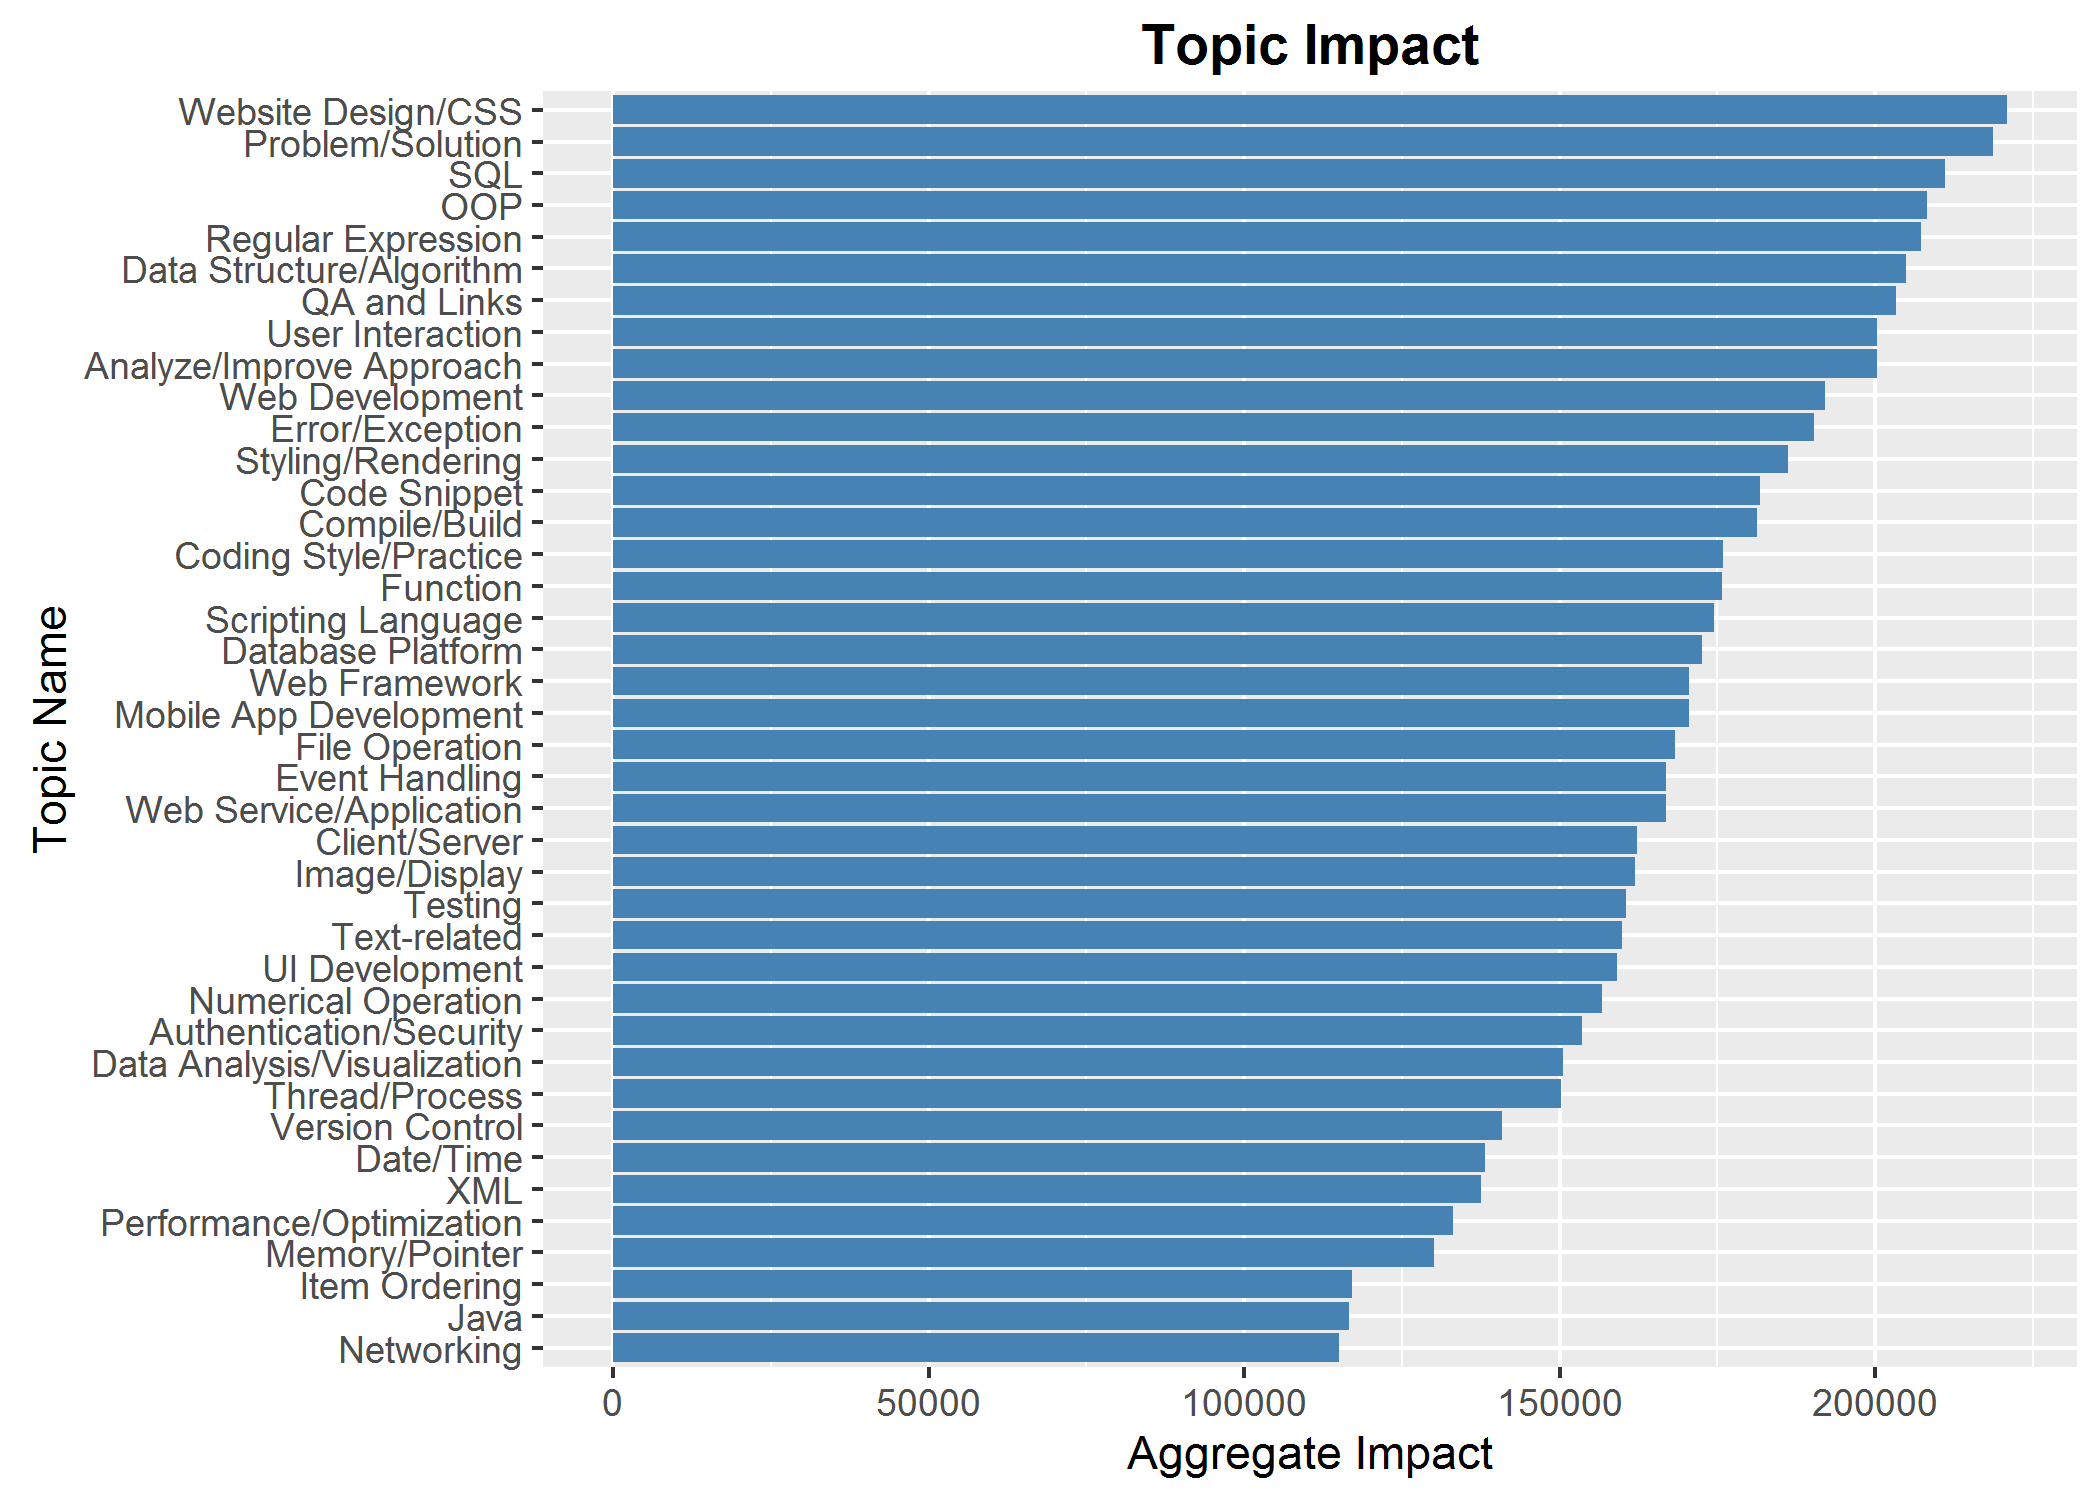 Topic Impact
Website Design/CSS
Problem/Solution
SQL
OOP
Regular Expression
Data Structure/Algorithm
QA and Links
User Interaction
Analyze/Improve Approach
Web Development
Error/Exception
Styling/Rendering
Code Snippet
Compile/Build
Coding Style/Practice
Function
Scripting Language
Database Platform
Web Framework
Mobile App Development
File Operation
Event Handling
Web Service/Application
Client/Server
Image/Display
Testing
Text-related
UI Development
Numerical Operation
Authentication/Security
Data Analysis/Visualization
Thread/Process
Version Control
Date/Time
XML
Performance/Optimization
Memory/Pointer
Item Ordering
Java
Networking
Topic Name
0 50000 100000 150000 200000
Aggregate Impact